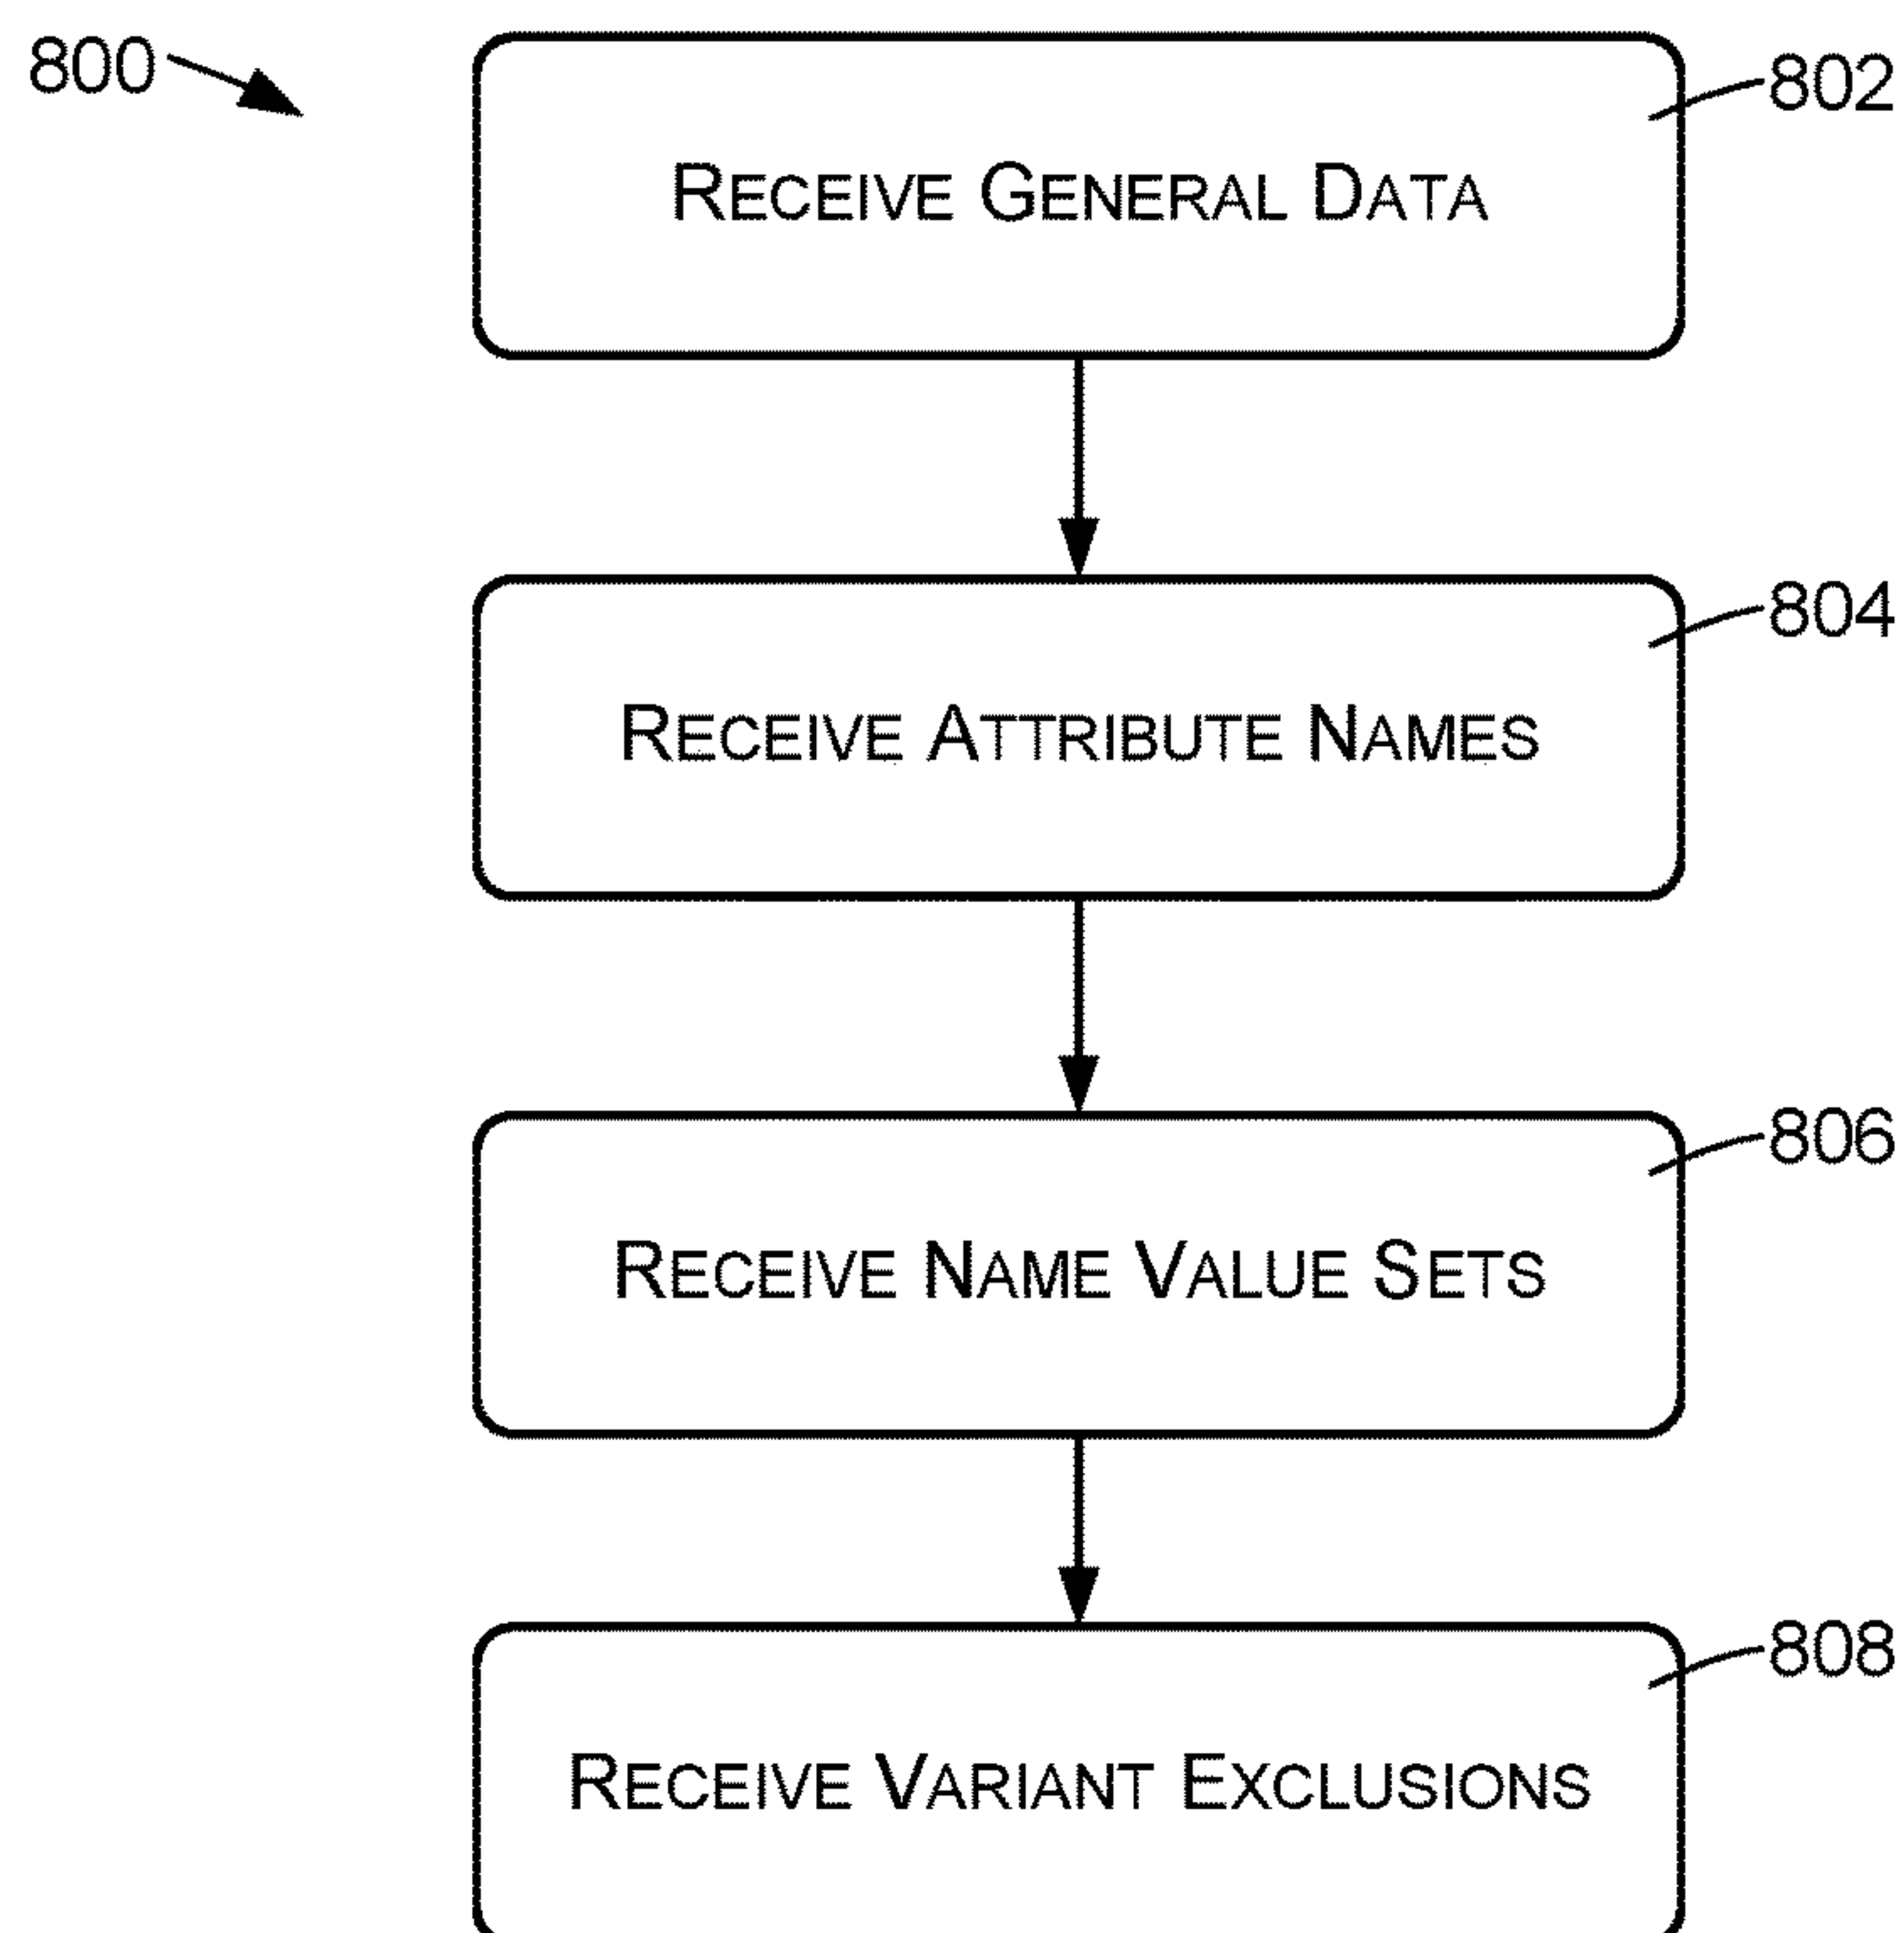 800
802
RECEIVE GENERAL DATA
804
RECEIVE ATTRIBUTE NAMES
806
RECEIVE NAME VALUE SETS
808
RECEIVE VARIANT EXCLUSIONS